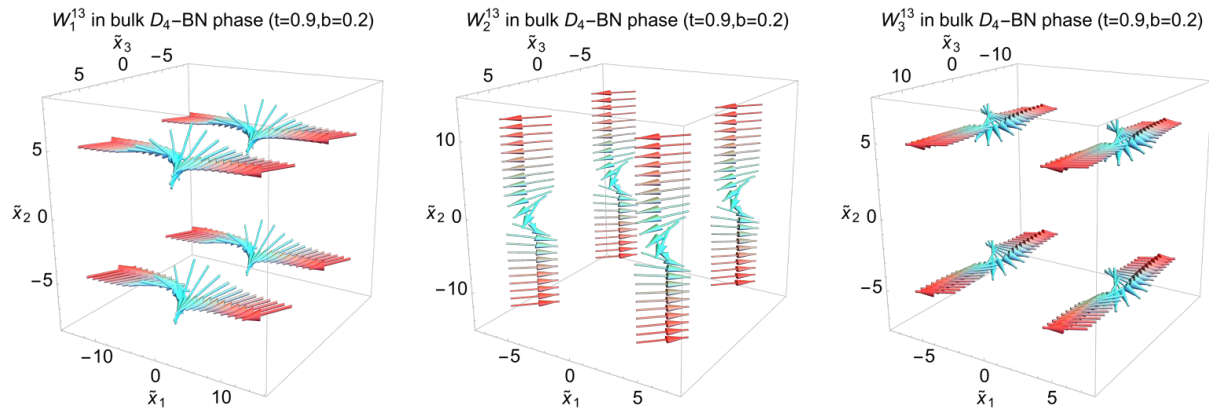 W₁¹³ in bulk D₄−BN phase (t=0.9,b=0.2)
x̃₃
5 0 −5
5
x̃₂ 0
−5
−10 0 10
x̃₁
W₂¹³ in bulk D₄−BN phase (t=0.9,b=0.2)
x̃₃
5 0 −5
10
x̃₂ 0
−10
−5 0 5
x̃₁
W₃¹³ in bulk D₄−BN phase (t=0.9,b=0.2)
x̃₃
10 0 −10
5
x̃₂ 0
−5
−5 0 5
x̃₁